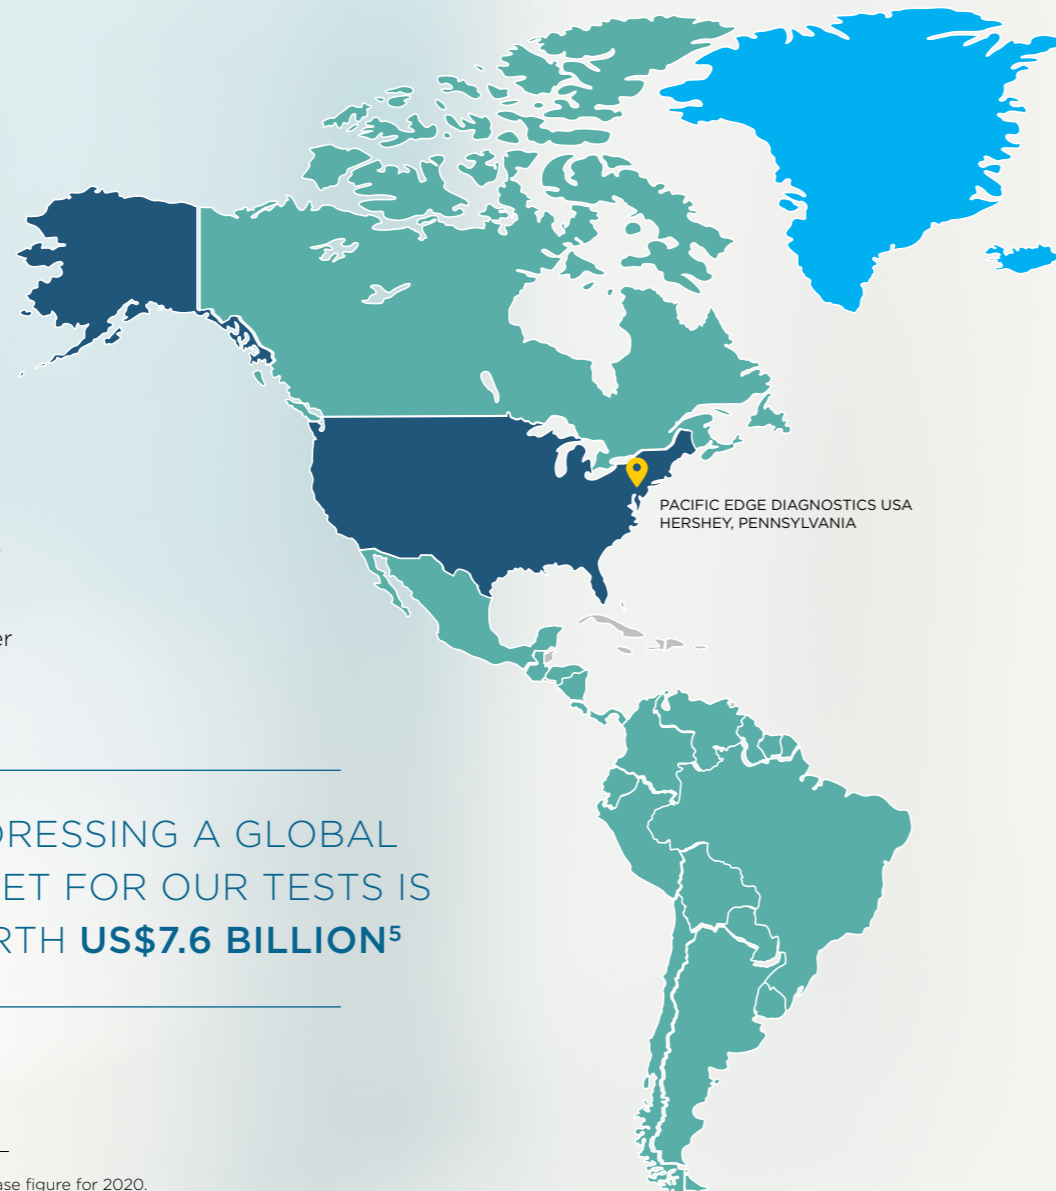 er
PACIFIC EDGE DIAGNOSTICS USA
HERSHEY, PENNSYLVANIA
DRESSING A GLOBAL
ET FOR OUR TESTS IS
RTH US$7.6 BILLION⁵
ase figure for 2020.